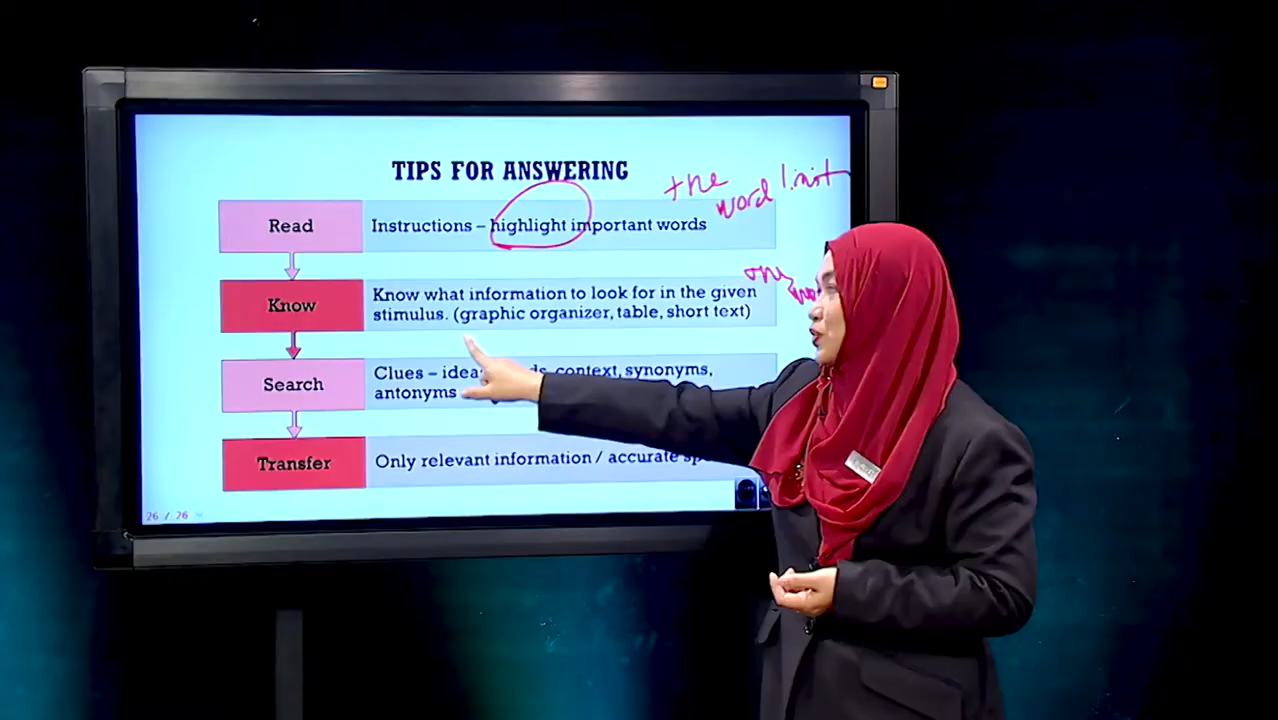 TIPS FOR ANSWERING
the
word limit
Read
Instructions – highlight important words
one
Know
Know what information to look for in the given
stimulus. (graphic organizer, table, short text)
Search
Clues – context, synonyms,
antonyms
Transfer
Only relevant information / accurate
26 / 26